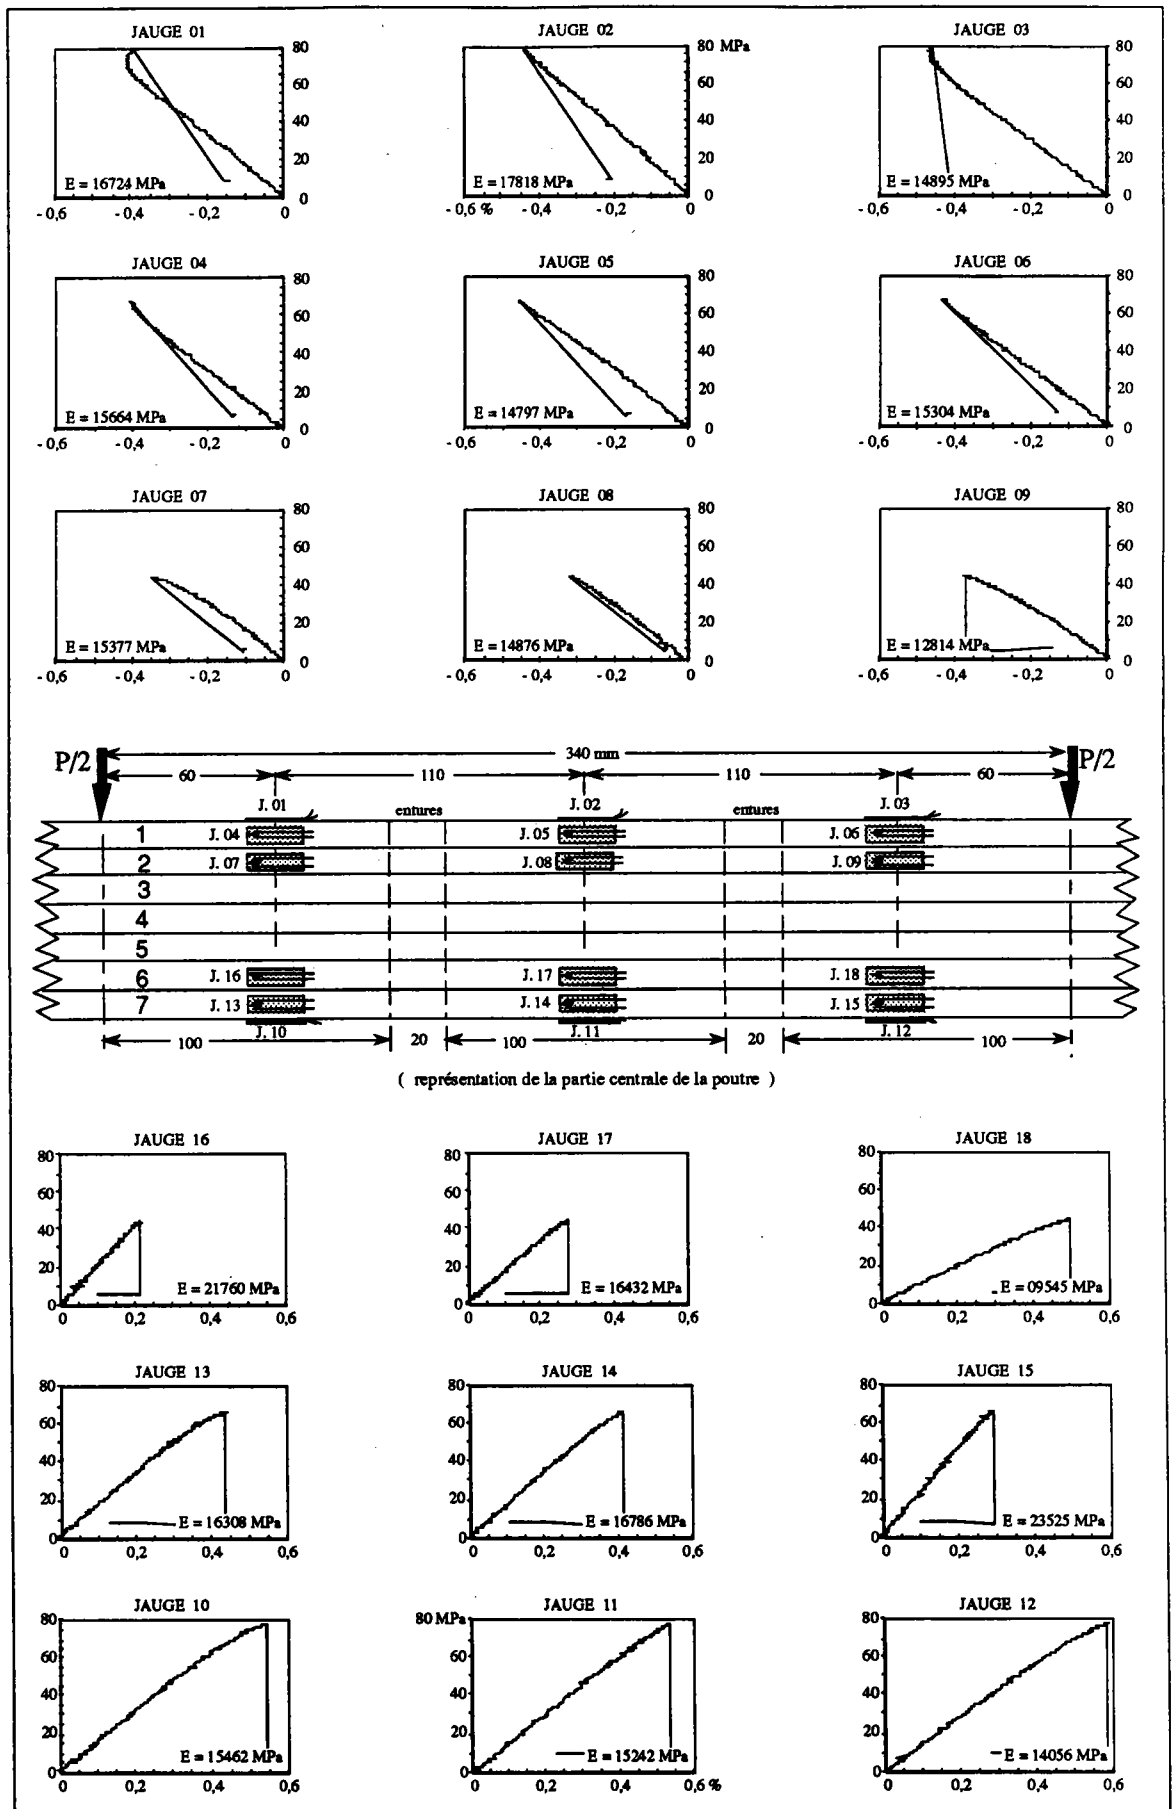 JAUGE 01
JAUGE 02
JAUGE 03
80
60
40
20
0
E = 16724 MPa
- 0,6
- 0,4
- 0,2
0
80 MPa
60
40
20
0
E = 17818 MPa
- 0,6 %
- 0,4
- 0,2
0
80
60
40
20
0
E = 14895 MPa
- 0,6
- 0,4
- 0,2
0
JAUGE 04
JAUGE 05
JAUGE 06
80
60
40
20
0
E = 15664 MPa
- 0,6
- 0,4
- 0,2
0
80
60
40
20
0
E = 14797 MPa
- 0,6
- 0,4
- 0,2
0
80
60
40
20
0
E = 15304 MPa
- 0,6
- 0,4
- 0,2
0
JAUGE 07
JAUGE 08
JAUGE 09
80
60
40
20
0
E = 15377 MPa
- 0,6
- 0,4
- 0,2
0
80
60
40
20
0
E = 14876 MPa
- 0,6
- 0,4
- 0,2
0
80
60
40
20
0
E = 12814 MPa
- 0,6
- 0,4
- 0,2
0
P/2
340 mm
P/2
60
110
110
60
J. 01
entures
J. 02
entures
J. 03
1
J. 04
J. 05
J. 06
2
J. 07
J. 08
J. 09
3
4
5
6
J. 16
J. 17
J. 18
7
J. 13
J. 14
J. 15
J. 10
J. 11
J. 12
100
20
100
20
100
( représentation de la partie centrale de la poutre )
JAUGE 16
JAUGE 17
JAUGE 18
80
60
40
20
0
E = 21760 MPa
0
0,2
0,4
0,6
80
60
40
20
0
E = 16432 MPa
0
0,2
0,4
0,6
80
60
40
20
0
E = 09545 MPa
0
0,2
0,4
0,6
JAUGE 13
JAUGE 14
JAUGE 15
80
60
40
20
0
E = 16308 MPa
0
0,2
0,4
0,6
80
60
40
20
0
E = 16786 MPa
0
0,2
0,4
0,6
80
60
40
20
0
E = 23525 MPa
0
0,2
0,4
0,6
JAUGE 10
JAUGE 11
JAUGE 12
80
60
40
20
0
E = 15462 MPa
0
0,2
0,4
0,6
80 MPa
60
40
20
0
E = 15242 MPa
0
0,2
0,4
0,6 %
80
60
40
20
0
E = 14056 MPa
0
0,2
0,4
0,6